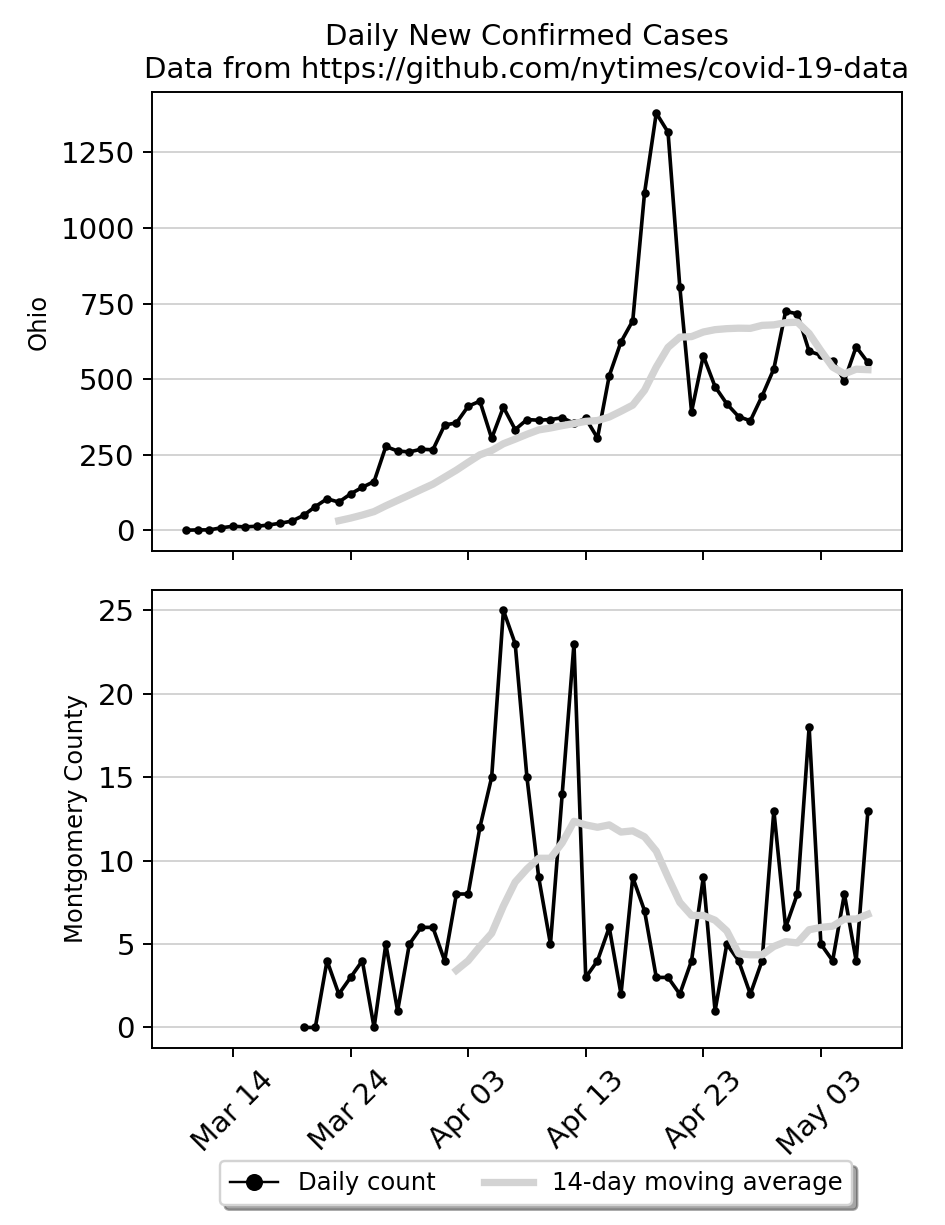 Daily New Confirmed Cases
Data from https://github.com/nytimes/covid-19-data
Ohio
1250
1000
750
500
250
0
Montgomery County
25
20
15
10
5
0
Mar 14
Mar 24
Apr 03
Apr 13
Apr 23
May 03
Daily count
14-day moving average